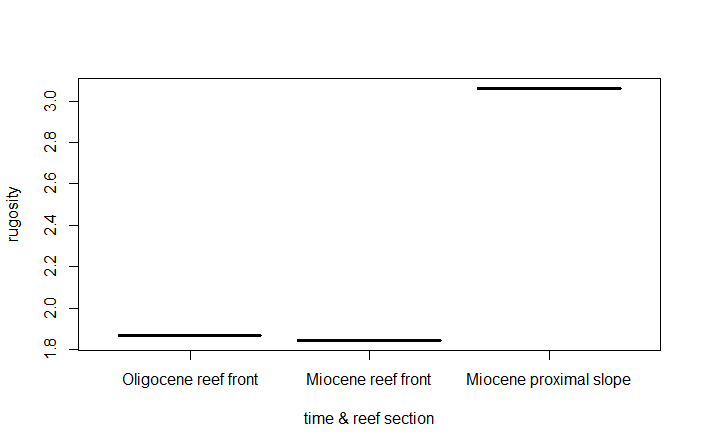 3.0
2.8
2.6
2.4
2.2
2.0
1.8
rugosity
Oligocene reef front
Miocene reef front
Miocene proximal slope
time & reef section